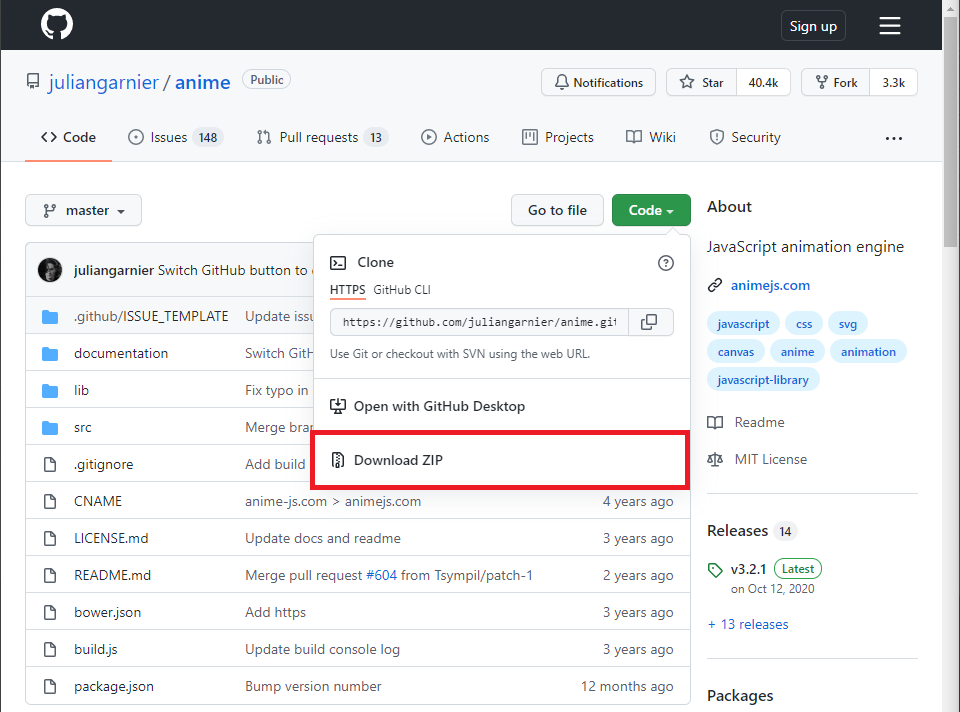 Sign up
juliangarnier / anime Public
Notifications Star 40.4k Fork 3.3k
Code Issues 148 Pull requests 13 Actions Projects Wiki Security ...
master Go to file Code
Clone
HTTPS GitHub CLI
https://github.com/juliangarnier/anime.git
Use Git or checkout with SVN using the web URL.
Open with GitHub Desktop
Download ZIP
juliangarnier Switch GitHub button to
.github/ISSUE_TEMPLATE Update issu
documentation Switch GitH
lib Fix typo in
src Merge bran
.gitignore Add build
CNAME anime-js.com > animejs.com 4 years ago
LICENSE.md Update docs and readme 3 years ago
README.md Merge pull request #604 from Tsympil/patch-1 2 years ago
bower.json Add https 3 years ago
build.js Update build console log 3 years ago
package.json Bump version number 12 months ago
About
JavaScript animation engine
animejs.com
javascript css svg
canvas anime animation
javascript-library
Readme
MIT License
Releases 14
v3.2.1 Latest
on Oct 12, 2020
+ 13 releases
Packages